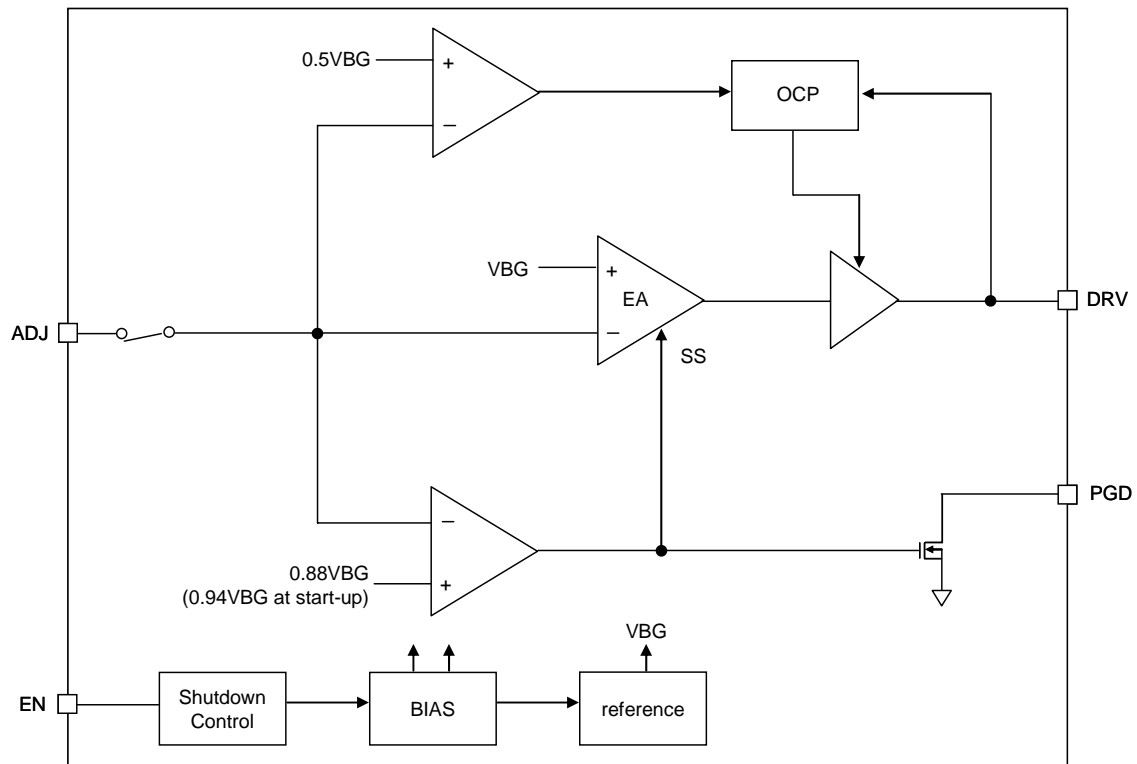 0.5VBG
+
−
OCP
VBG
+
EA
−
SS
ADJ
DRV
PGD
−
+
0.88VBG
(0.94VBG at start-up)
VBG
EN
Shutdown
Control
BIAS
reference